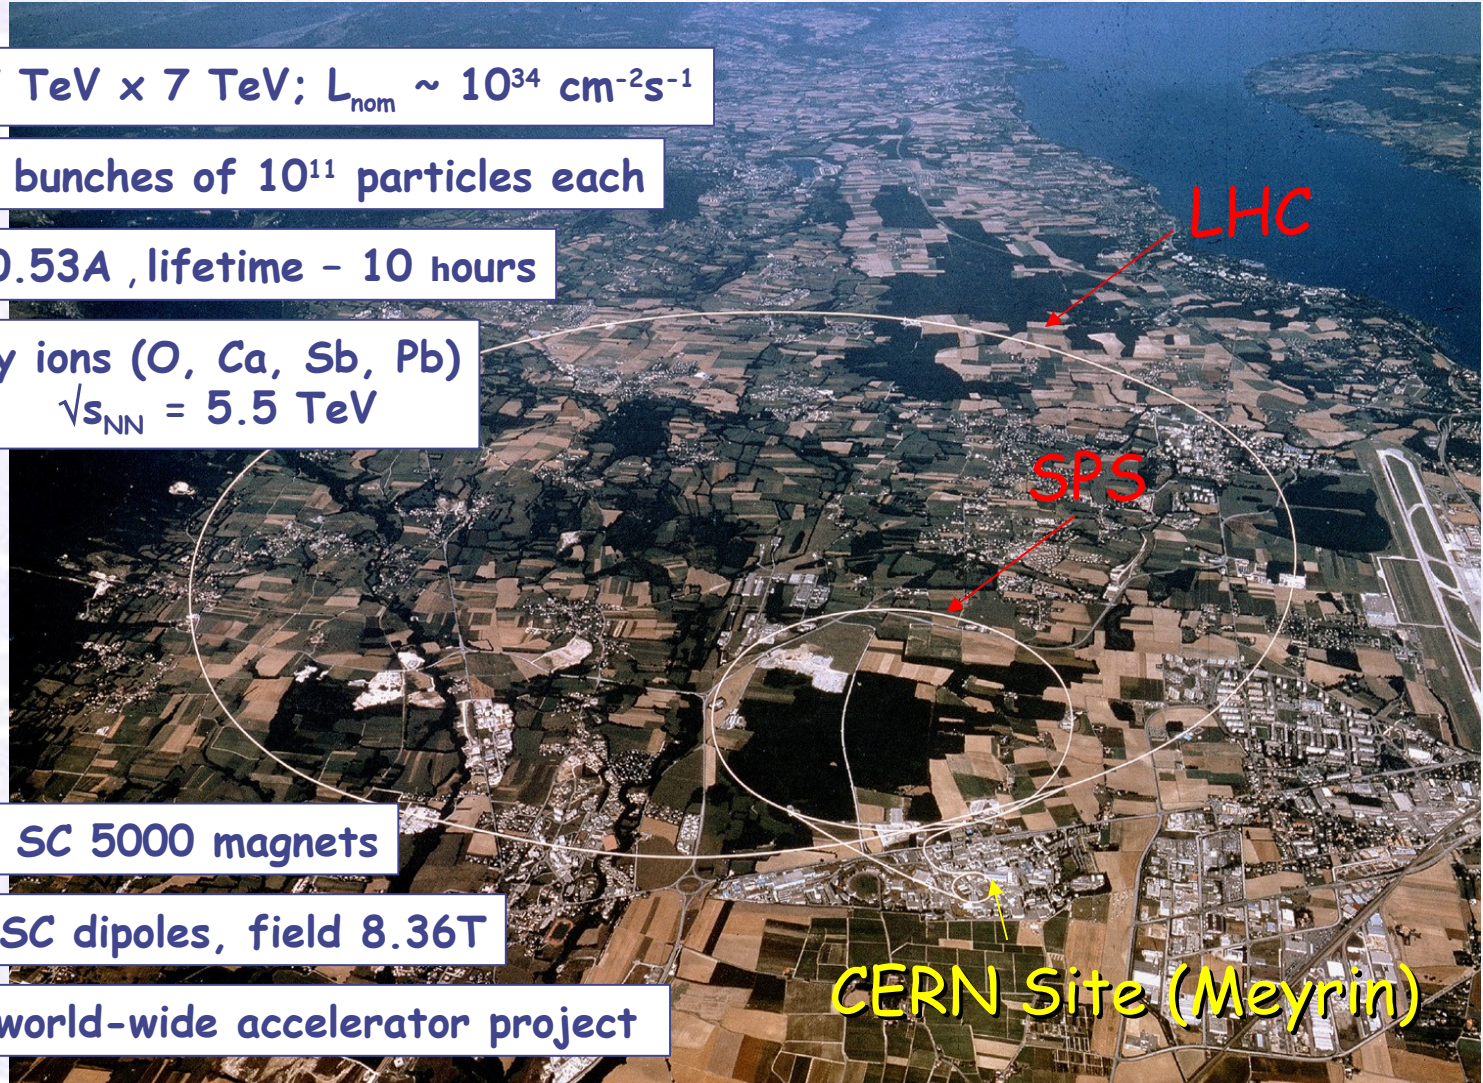 TeV x 7 TeV; Lₙₒₘ ~ 10³⁴ cm⁻²s⁻¹
bunches of 10¹¹ particles each
0.53A , lifetime – 10 hours
ions (O, Ca, Sb, Pb)
√sNN = 5.5 TeV
LHC
SPS
SC 5000 magnets
SC dipoles, field 8.36T
world-wide accelerator project
CERN Site (Meyrin)